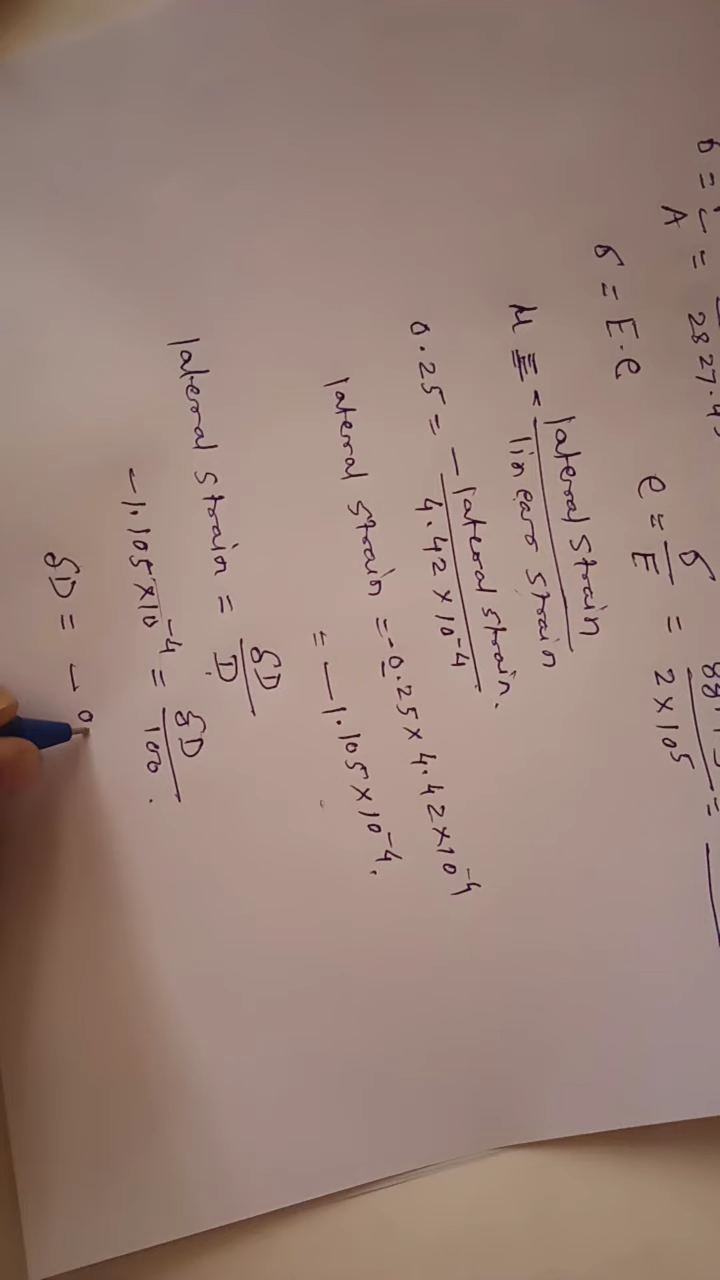 σ = P/A = / 2827.4
σ = E.e e = σ/E = 88. / 2×10⁵ =
μ = - lateral strain / linear strain
0.25 = - lateral strain. / 4.42 × 10⁻⁴
lateral strain = -0.25 × 4.42 × 10⁻⁴
= -1.105 × 10⁻⁴.
lateral strain = δD/D
-1.105 × 10⁻⁴ = δD/100.
δD = - 0